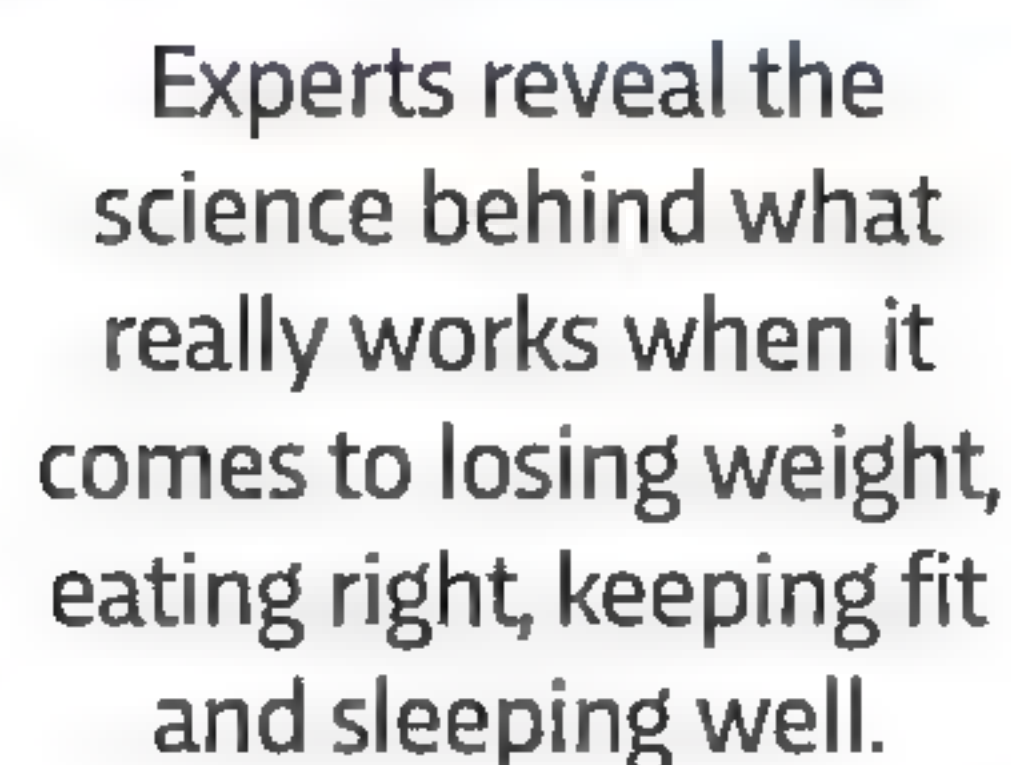 Experts reveal the
science behind what
really works when it
comes to losing weight,
eating right, keeping fit
and sleeping well.